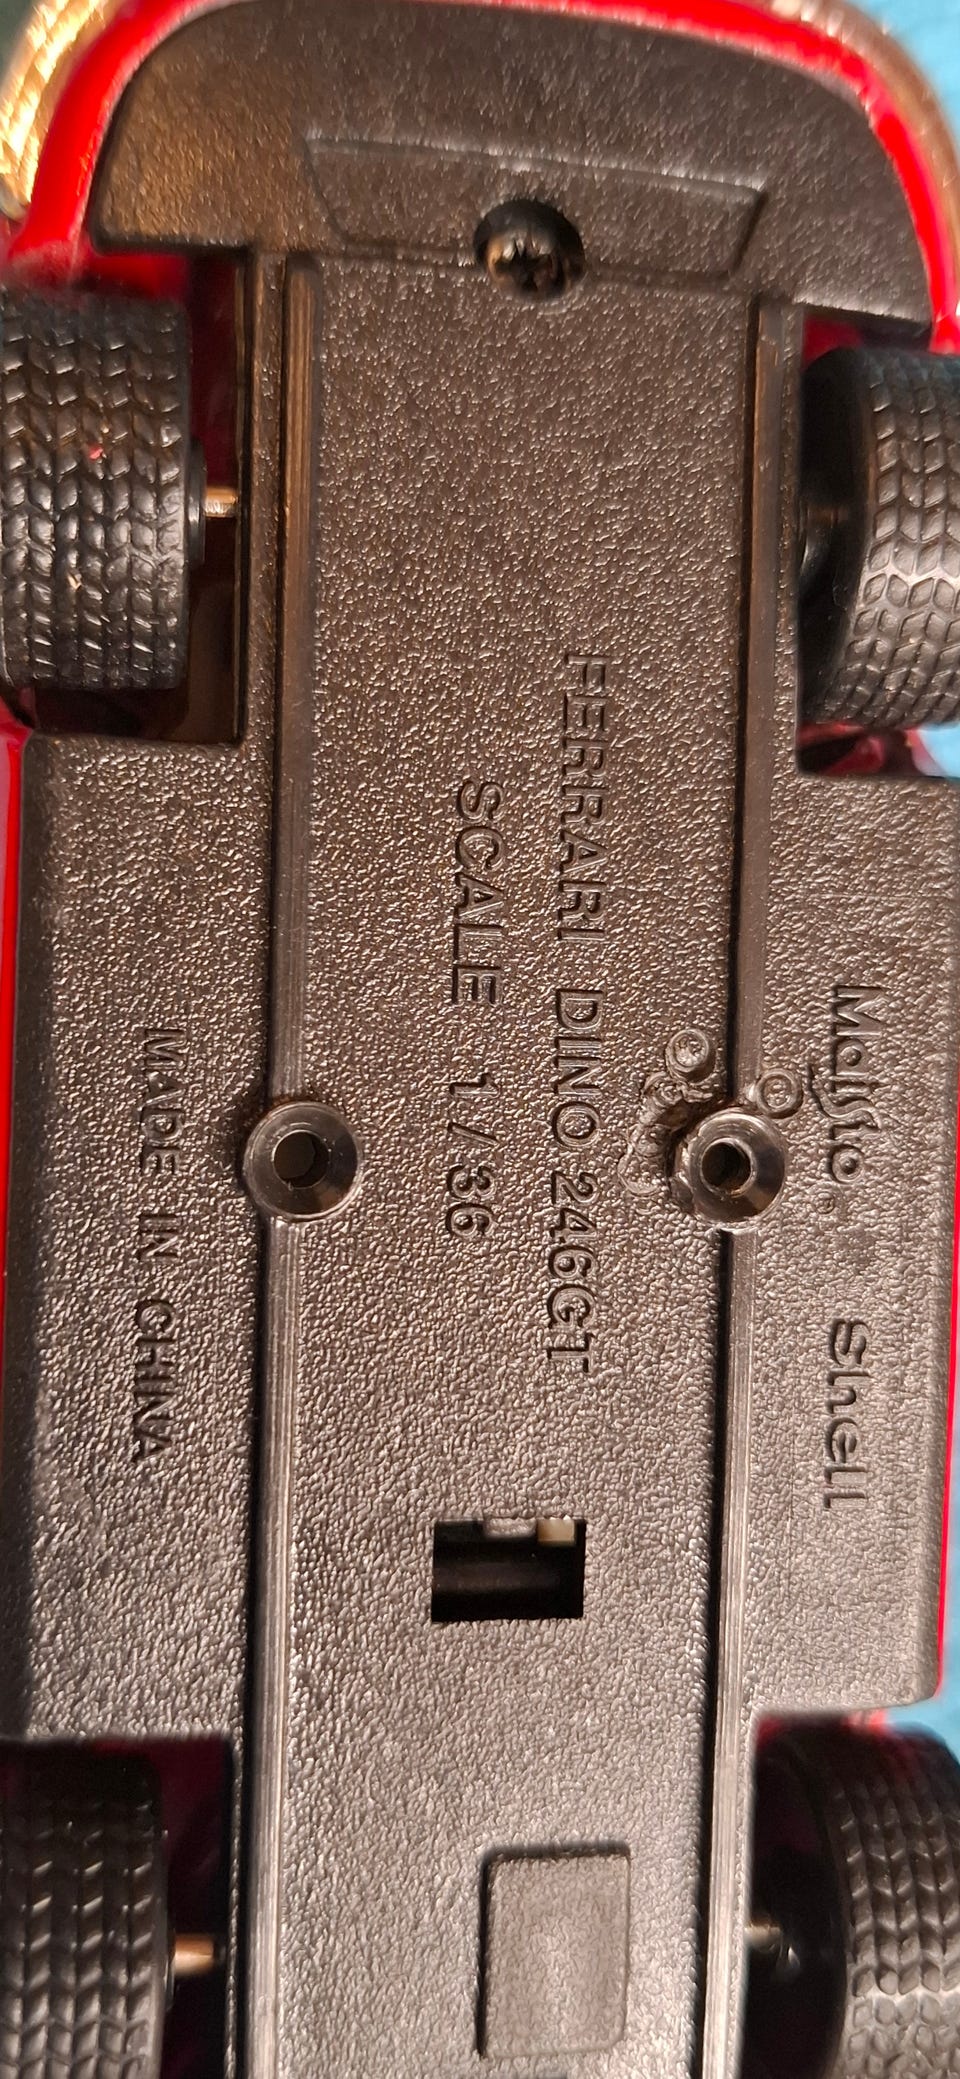 Maisto® Shell
FERRARI DINO 246GT
SCALE 1/36
MADE IN CHINA